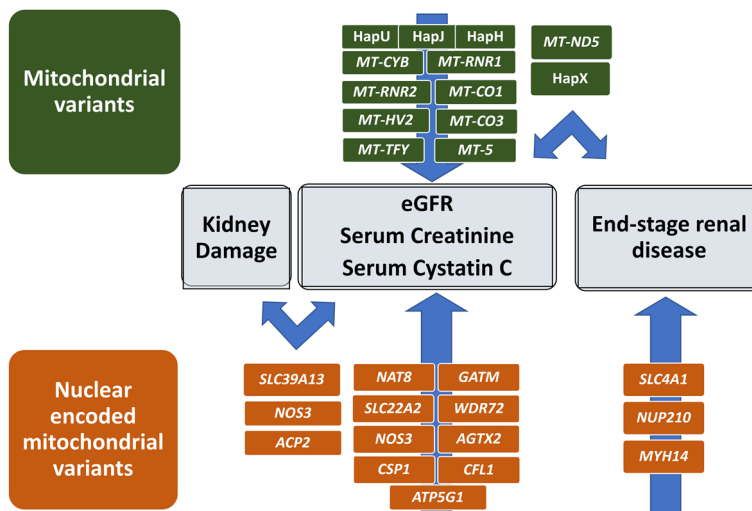 Mitochondrial
variants
HapU HapJ HapH
MT-CYB MT-RNR1
MT-RNR2 MT-CO1
MT-HV2 MT-CO3
MT-TFY MT-5
MT-ND5
HapX
Kidney
Damage
eGFR
Serum Creatinine
Serum Cystatin C
End-stage renal
disease
Nuclear
encoded
mitochondrial
variants
SLC39A13
NOS3
ACP2
NAT8 GATM
SLC22A2 WDR72
NOS3 AGTX2
CSP1 CFL1
ATP5G1
SLC4A1
NUP210
MYH14